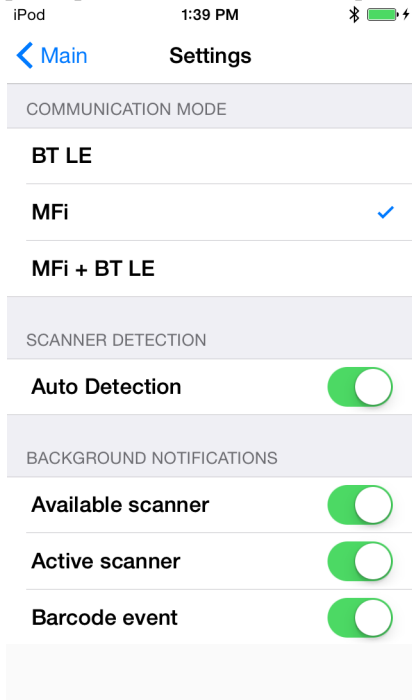 iPod 1:39 PM
Main Settings
COMMUNICATION MODE
BT LE
MFi
MFi + BT LE
SCANNER DETECTION
Auto Detection
BACKGROUND NOTIFICATIONS
Available scanner
Active scanner
Barcode event